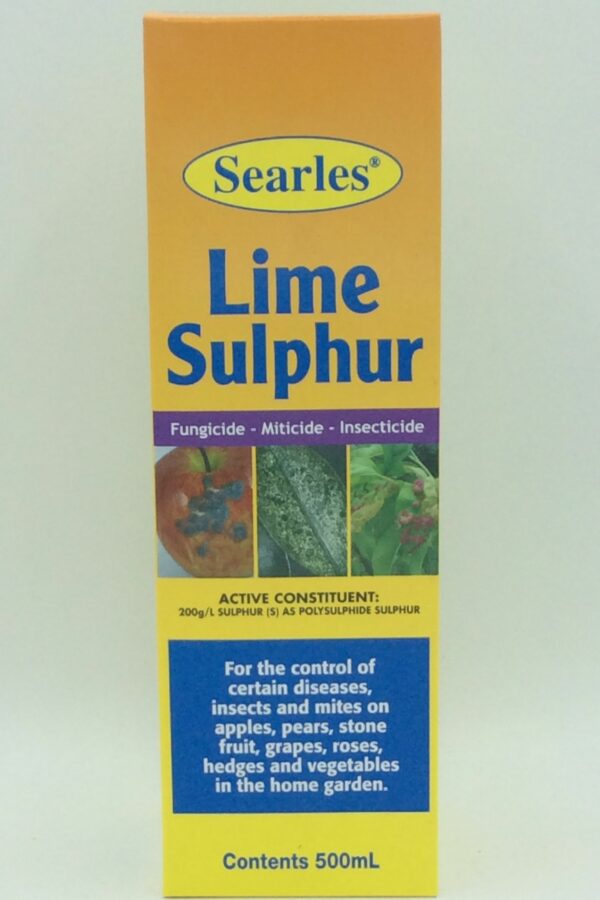 Searles®
Lime
Sulphur
Fungicide - Miticide - Insecticide
ACTIVE CONSTITUENT:
200g/L SULPHUR (S) AS POLYSULPHIDE SULPHUR
For the control of
certain diseases,
insects and mites on
apples, pears, stone
fruit, grapes, roses,
hedges and vegetables
in the home garden.
Contents 500mL